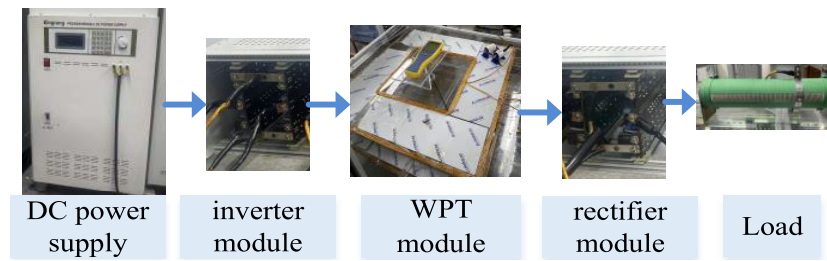 DC power
supply
inverter
module
WPT
module
rectifier
module
Load